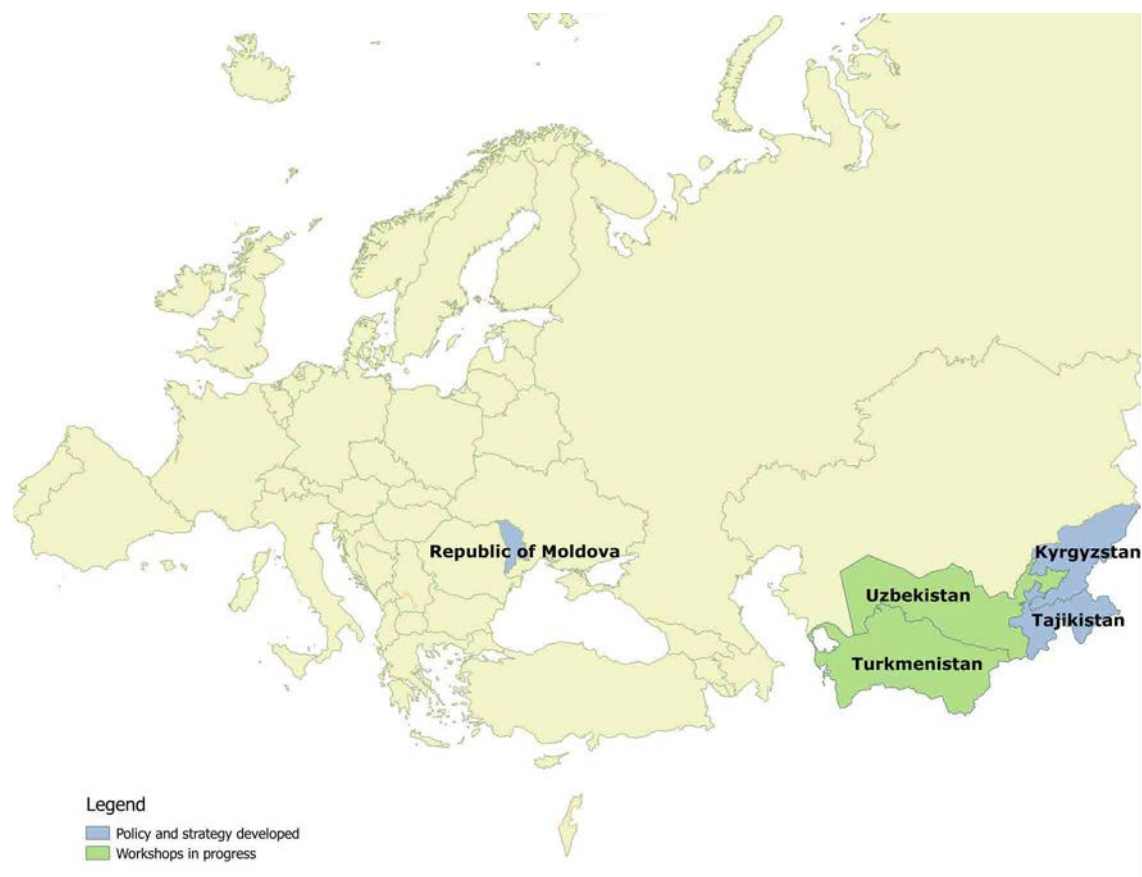 Republic of Moldova
Kyrgyzstan
Uzbekistan
Tajikistan
Turkmenistan
Legend
Policy and strategy developed
Workshops in progress